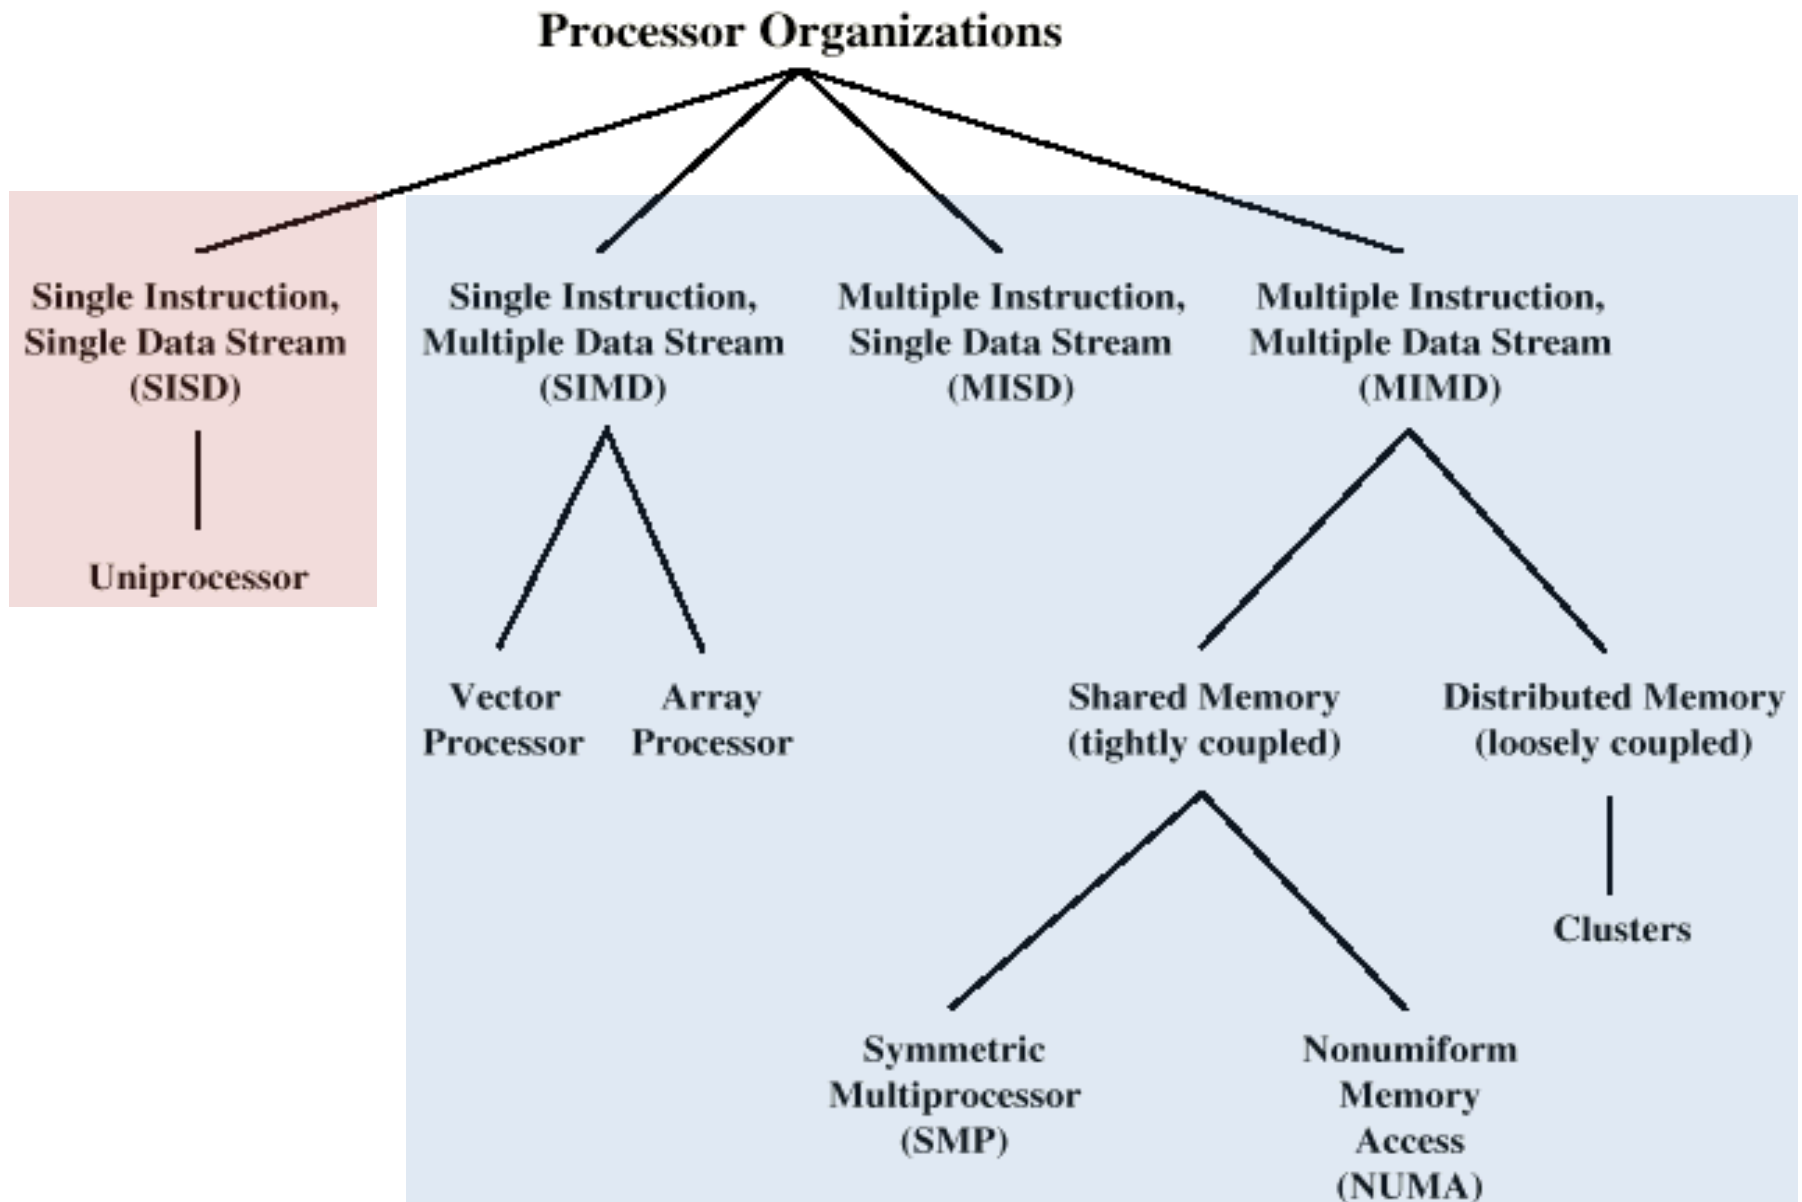 Processor Organizations
Single Instruction,
Single Data Stream
(SISD)
Single Instruction,
Multiple Data Stream
(SIMD)
Multiple Instruction,
Single Data Stream
(MISD)
Multiple Instruction,
Multiple Data Stream
(MIMD)
Uniprocessor
Vector
Processor
Array
Processor
Shared Memory
(tightly coupled)
Distributed Memory
(loosely coupled)
Clusters
Symmetric
Multiprocessor
(SMP)
Nonumiform
Memory
Access
(NUMA)